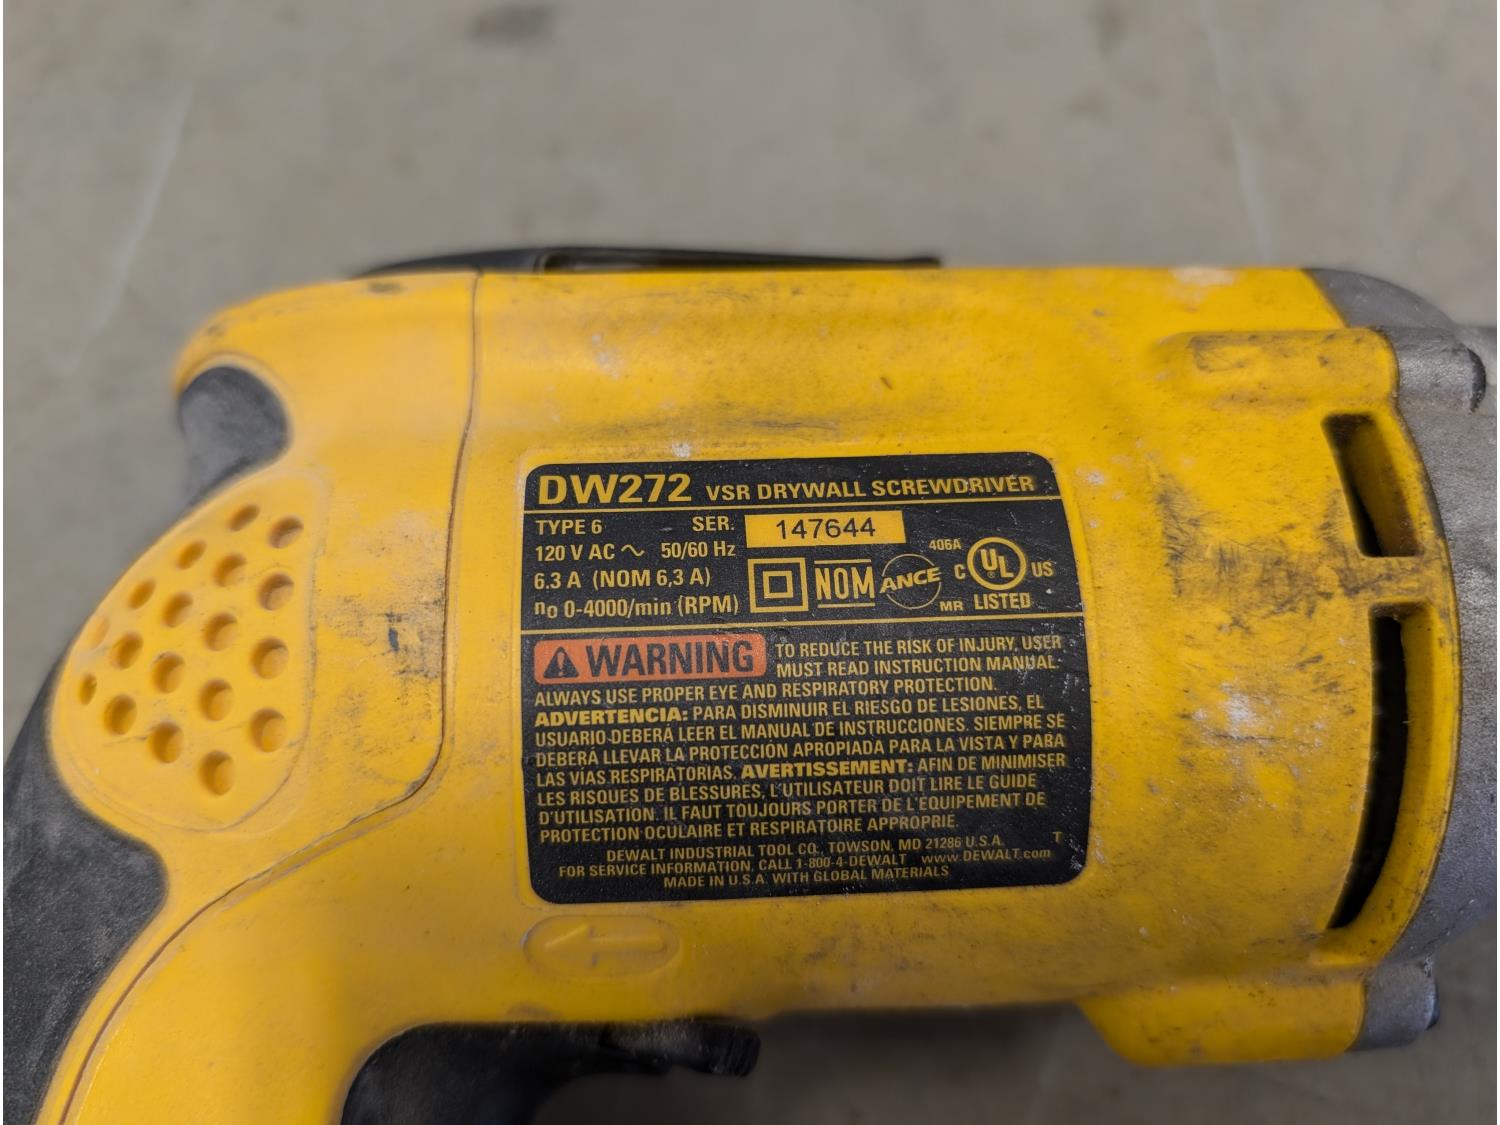 DW272 VSR DRYWALL SCREWDRIVER
TYPE 6 SER. 147644
120 V AC ~ 50/60 Hz
6.3 A (NOM 6,3 A)
no 0-4000/min (RPM)
NOM ANCE 406A C UL US
MR LISTED
WARNING TO REDUCE THE RISK OF INJURY, USER
MUST READ INSTRUCTION MANUAL.
ALWAYS USE PROPER EYE AND RESPIRATORY PROTECTION.
ADVERTENCIA: PARA DISMINUIR EL RIESGO DE LESIONES, EL
USUARIO DEBERÁ LEER EL MANUAL DE INSTRUCCIONES. SIEMPRE SE
DEBERÁ LLEVAR LA PROTECCIÓN APROPIADA PARA LA VISTA Y PARA
LAS VÍAS RESPIRATORIAS. AVERTISSEMENT: AFIN DE MINIMISER
LES RISQUES DE BLESSURES, L'UTILISATEUR DOIT LIRE LE GUIDE
D'UTILISATION. IL FAUT TOUJOURS PORTER DE L'ÉQUIPEMENT DE
PROTECTION OCULAIRE ET RESPIRATOIRE APPROPRIÉ.
DEWALT INDUSTRIAL TOOL CO., TOWSON, MD 21286 U.S.A. T
FOR SERVICE INFORMATION, CALL 1-800-4-DEWALT www.DEWALT.com
MADE IN U.S.A. WITH GLOBAL MATERIALS